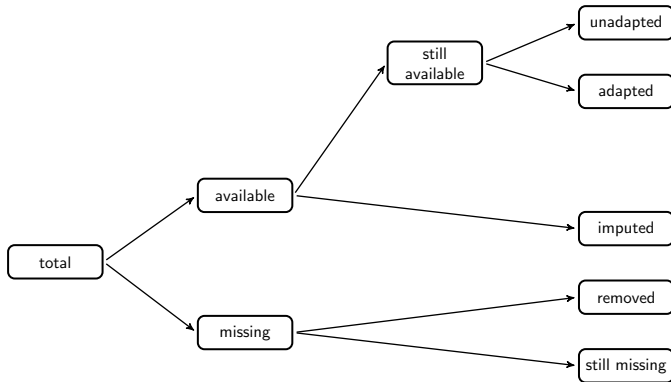 unadapted
still
available
adapted
available
imputed
total
removed
missing
still missing